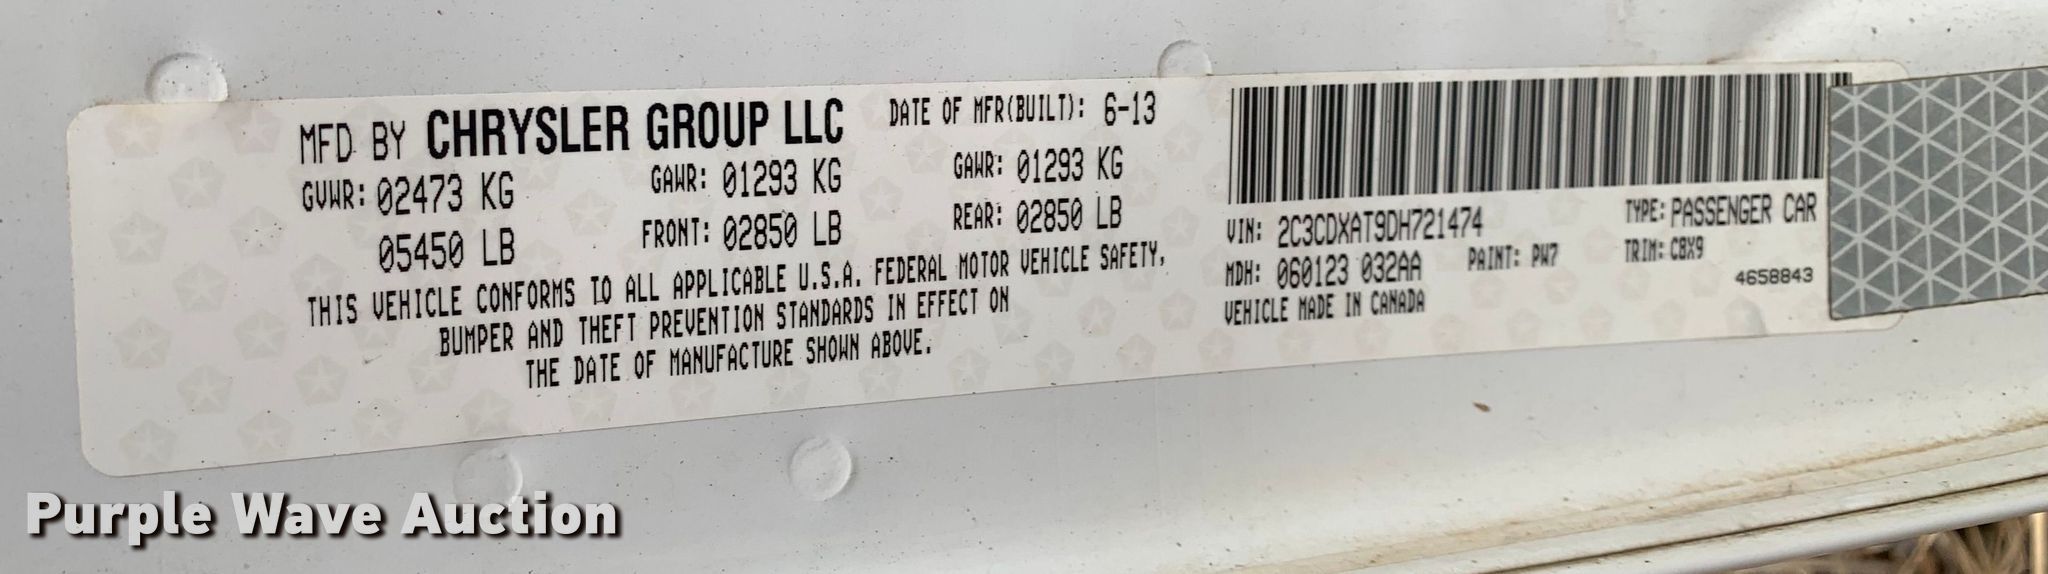 MFD BY CHRYSLER GROUP LLC DATE OF MFR(BUILT): 6-13
GVWR: 02473 KG GAWR: 01293 KG GAWR: 01293 KG
05450 LB FRONT: 02850 LB REAR: 02850 LB
THIS VEHICLE CONFORMS TO ALL APPLICABLE U.S.A. FEDERAL MOTOR VEHICLE SAFETY,
BUMPER AND THEFT PREVENTION STANDARDS IN EFFECT ON
THE DATE OF MANUFACTURE SHOWN ABOVE.
VIN: 2C3CDXAT9DH721474 TYPE: PASSENGER CAR
MDH: 060123 032AA PAINT: PW7 TRIM: C8X9
VEHICLE MADE IN CANADA 4658843
Purple Wave Auction